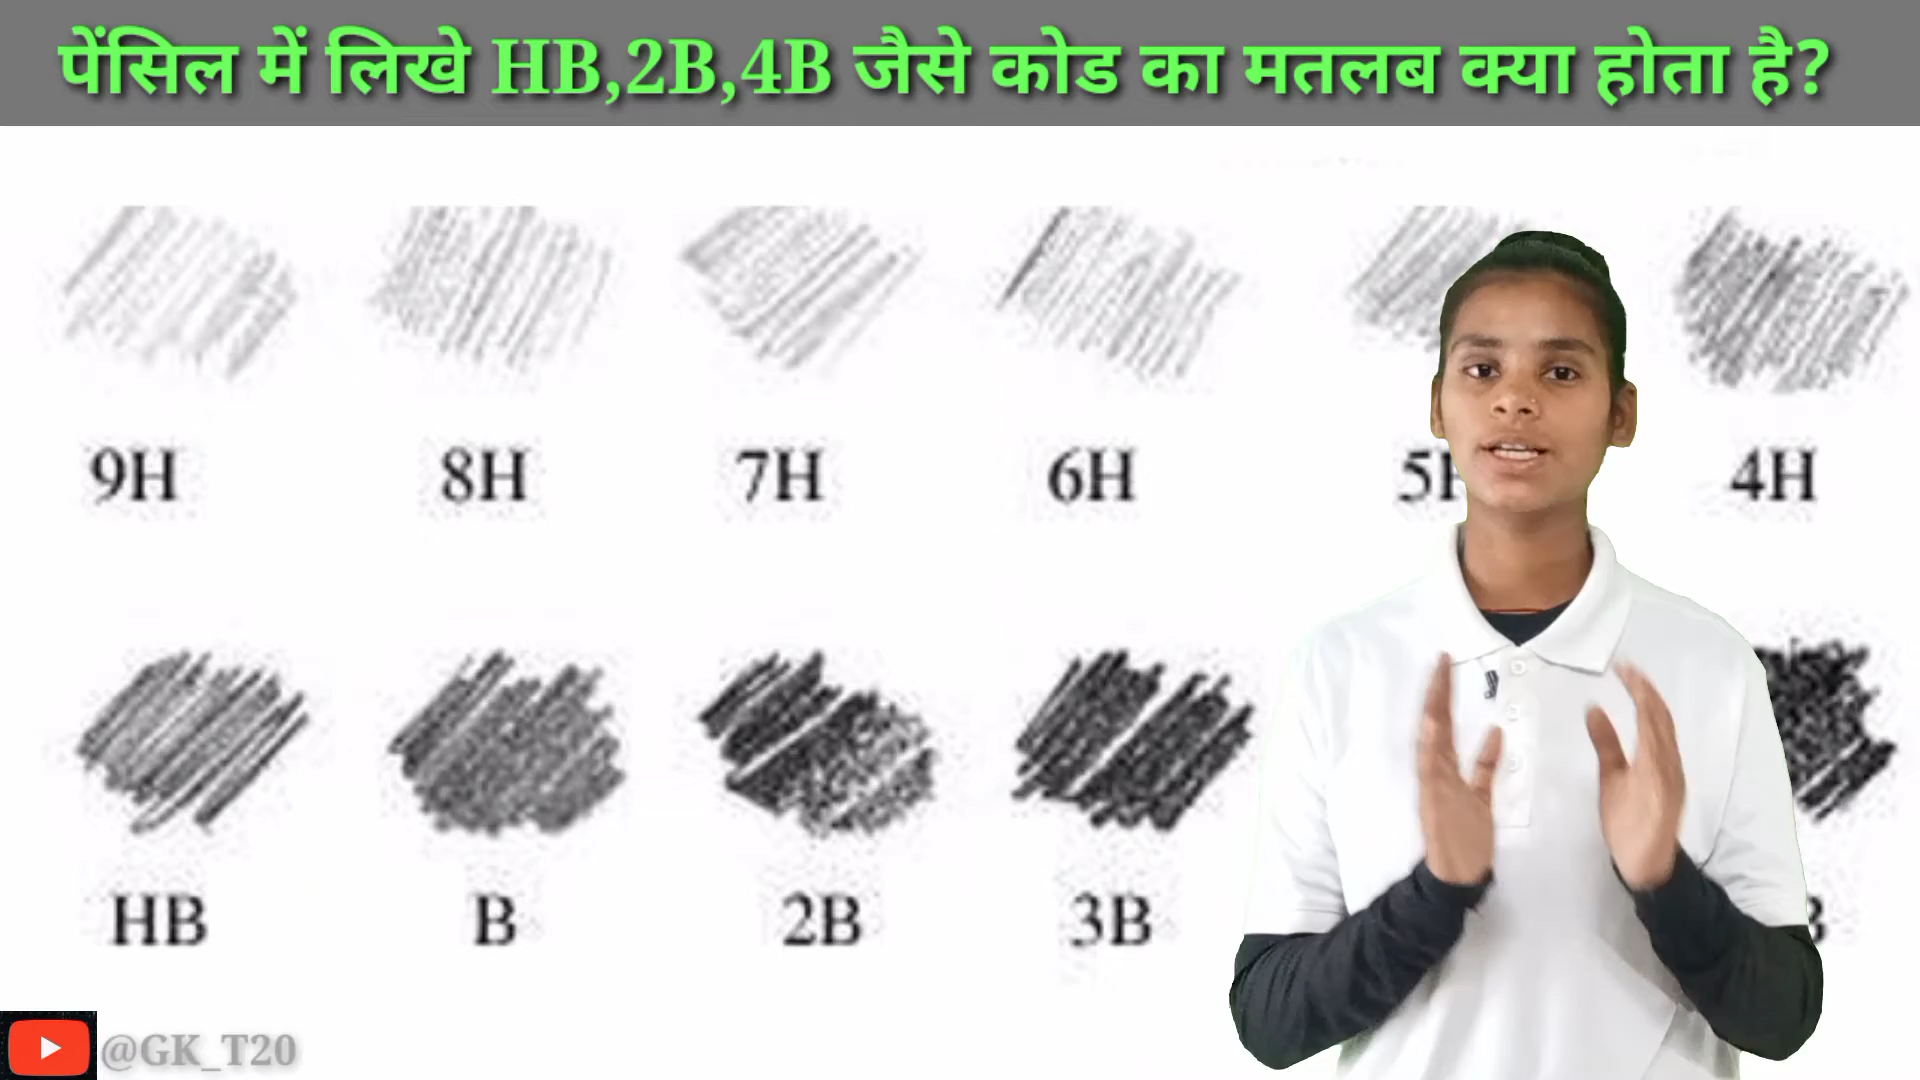 पेंसिल में लिखे HB,2B,4B जैसे कोड का मतलब क्या होता है?
9H 8H 7H 6H 4H
HB B 2B 3B
@GK_T20